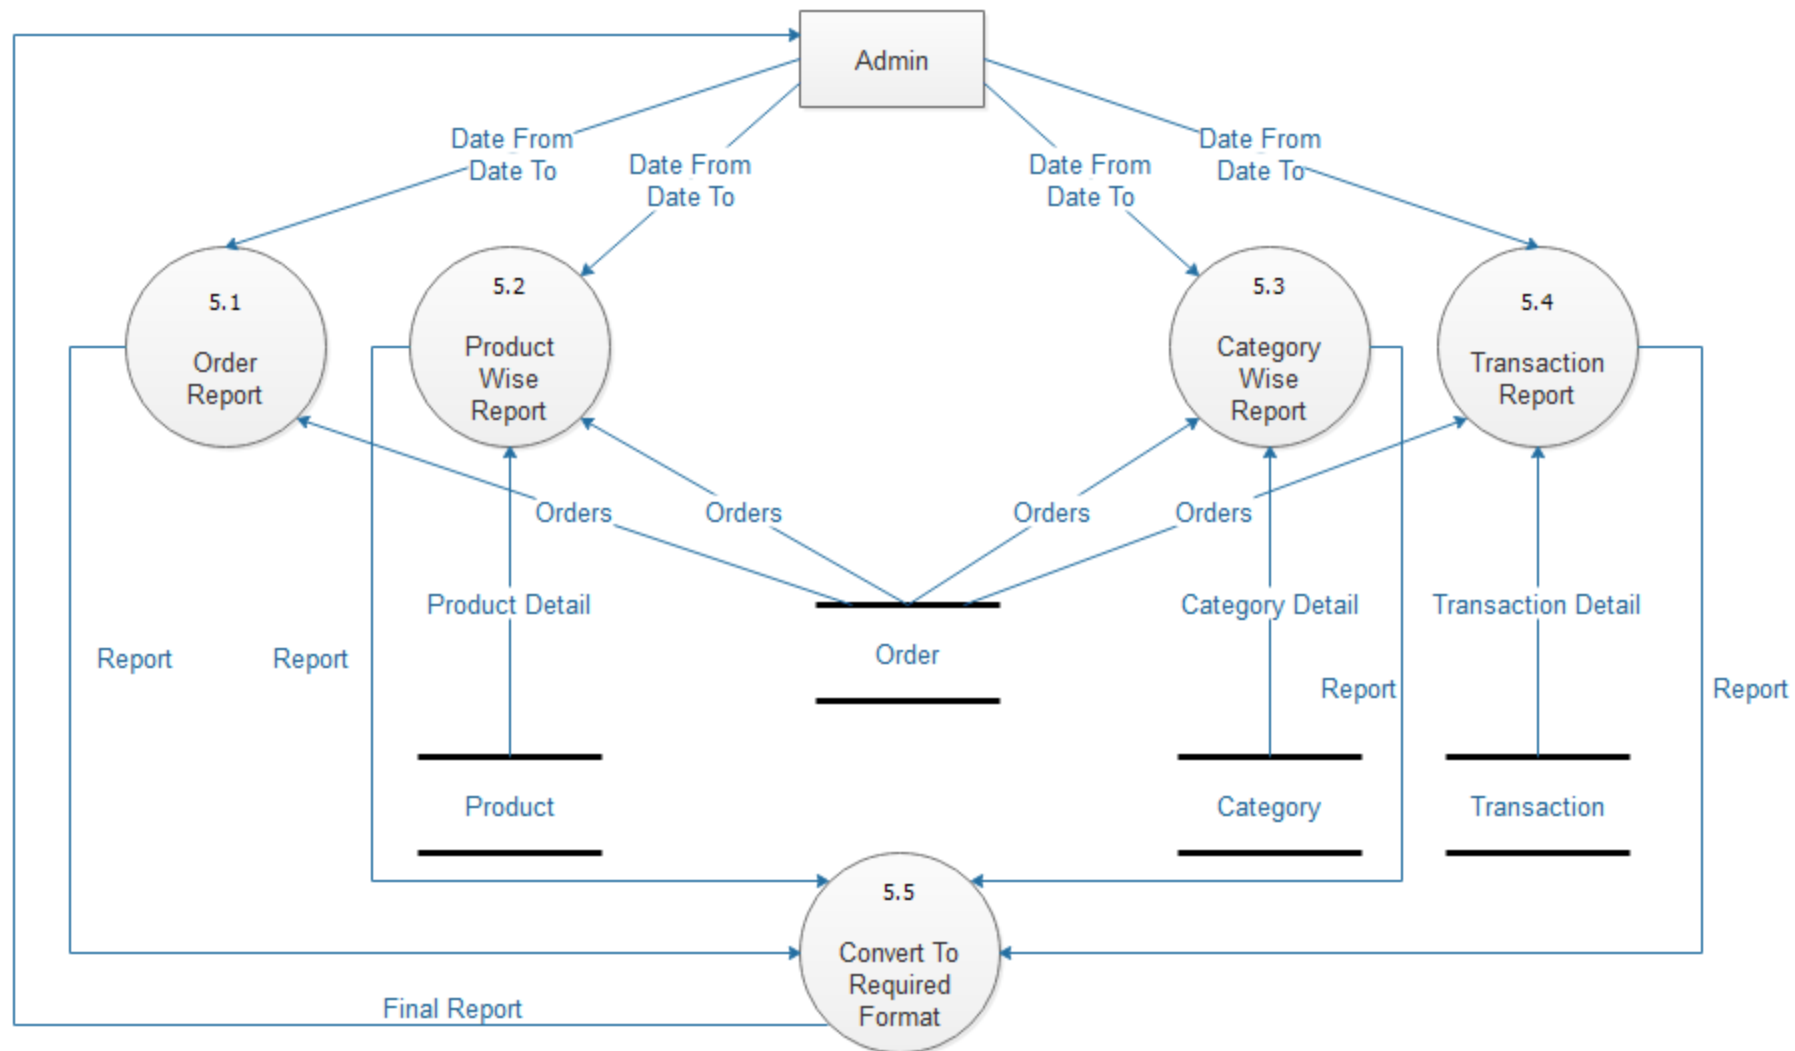 Admin
Date From
Date To
Date From
Date To
Date From
Date To
Date From
Date To
5.1
Order
Report
5.2
Product
Wise
Report
5.3
Category
Wise
Report
5.4
Transaction
Report
Orders
Orders
Orders
Orders
Product Detail
Category Detail
Transaction Detail
Order
Report
Report
Report
Report
Product
Category
Transaction
5.5
Convert To
Required
Format
Final Report